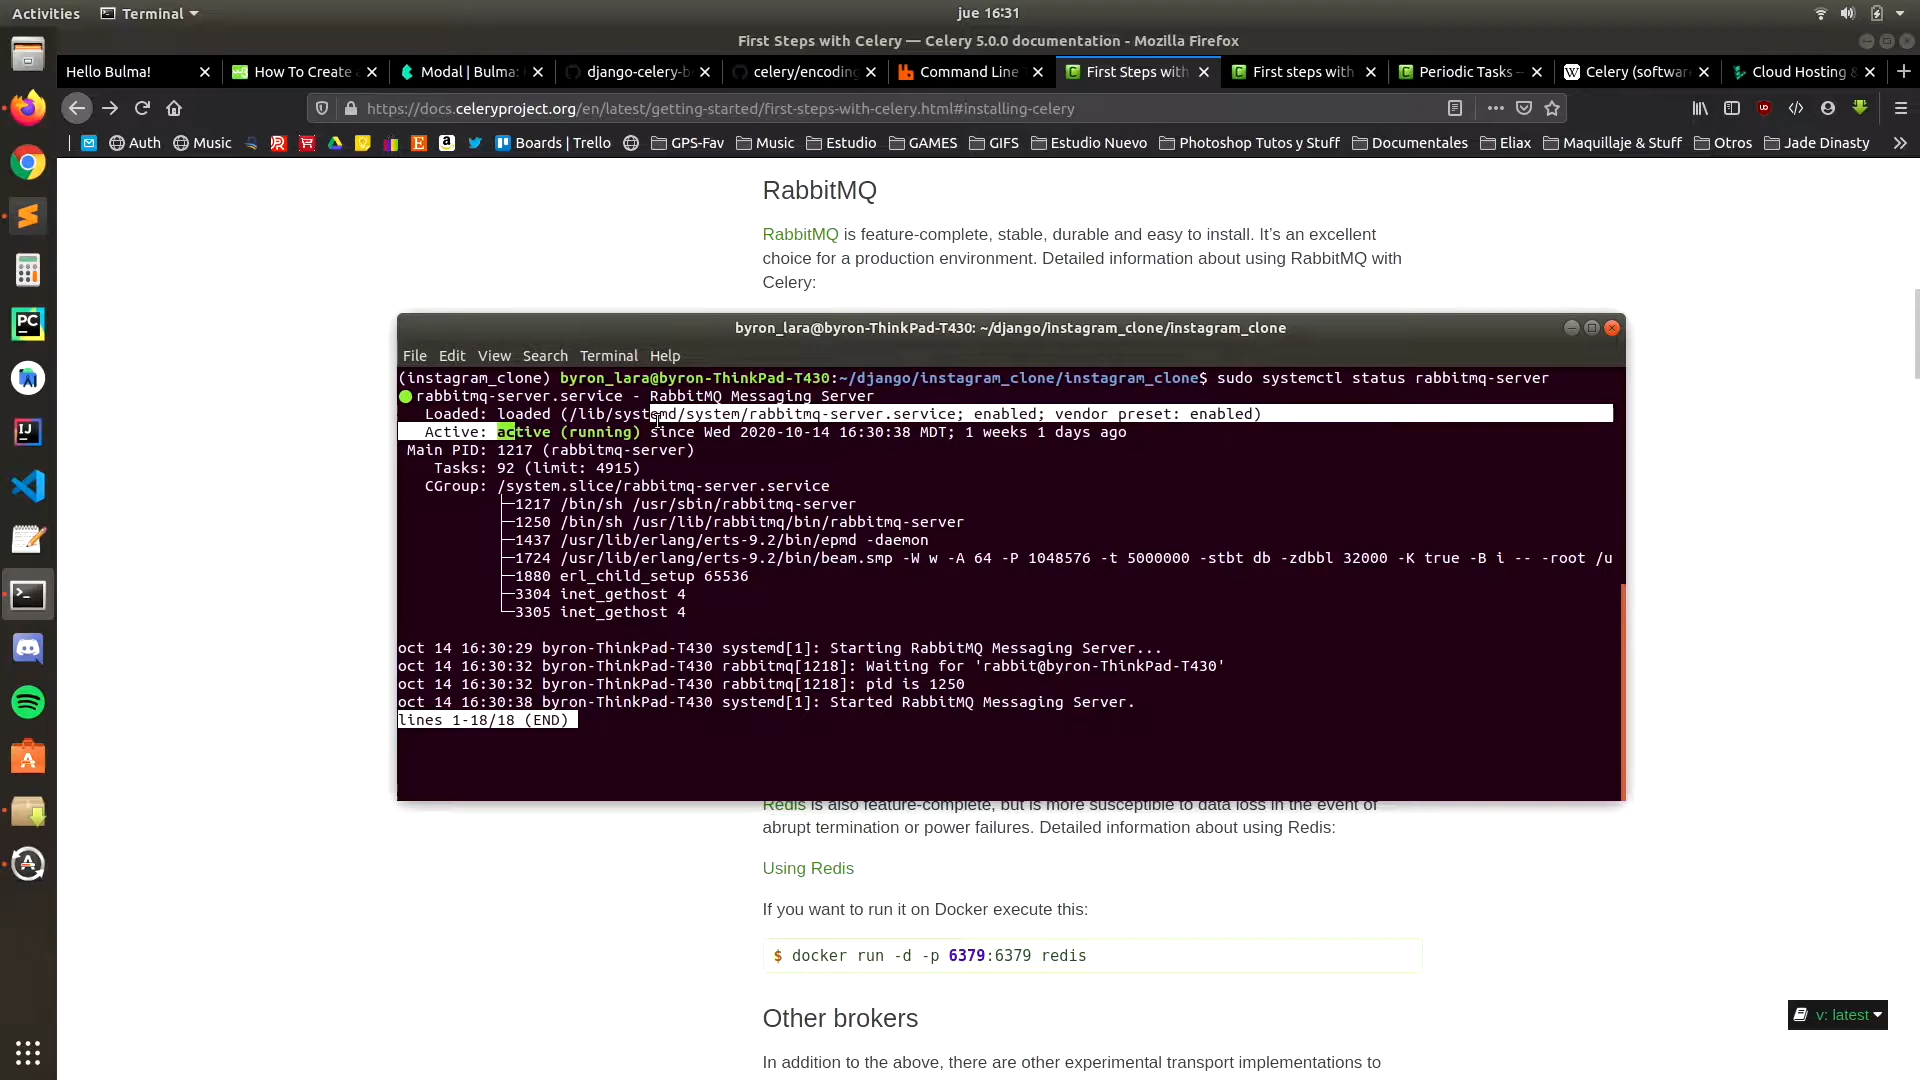 Activities Terminal jue 16:31
First Steps with Celery — Celery 5.0.0 documentation - Mozilla Firefox
Hello Bulma! How To Create Modal | Bulma: django-celery-b celery/encoding Command Line First Steps with First steps with Periodic Tasks — Celery (softwar Cloud Hosting &
https://docs.celeryproject.org/en/latest/getting-started/first-steps-with-celery.html#installing-celery
Auth Music Boards | Trello GPS-Fav Music Estudio GAMES GIFS Estudio Nuevo Photoshop Tutos y Stuff Documentales Eliax Maquillaje & Stuff Otros Jade Dinasty
RabbitMQ
RabbitMQ is feature-complete, stable, durable and easy to install. It's an excellent
choice for a production environment. Detailed information about using RabbitMQ with
Celery:
byron_lara@byron-ThinkPad-T430: ~/django/instagram_clone/instagram_clone
File Edit View Search Terminal Help
(instagram_clone) byron_lara@byron-ThinkPad-T430:~/django/instagram_clone/instagram_clone$ sudo systemctl status rabbitmq-server
rabbitmq-server.service - RabbitMQ Messaging Server
Loaded: loaded (/lib/systemd/system/rabbitmq-server.service; enabled; vendor preset: enabled)
Active: active (running) since Wed 2020-10-14 16:30:38 MDT; 1 weeks 1 days ago
Main PID: 1217 (rabbitmq-server)
Tasks: 92 (limit: 4915)
CGroup: /system.slice/rabbitmq-server.service
├─1217 /bin/sh /usr/sbin/rabbitmq-server
├─1250 /bin/sh /usr/lib/rabbitmq/bin/rabbitmq-server
├─1437 /usr/lib/erlang/erts-9.2/bin/epmd -daemon
├─1724 /usr/lib/erlang/erts-9.2/bin/beam.smp -W w -A 64 -P 1048576 -t 5000000 -stbt db -zdbbl 32000 -K true -B i -- -root /u
├─1880 erl_child_setup 65536
├─3304 inet_gethost 4
└─3305 inet_gethost 4
oct 14 16:30:29 byron-ThinkPad-T430 systemd[1]: Starting RabbitMQ Messaging Server...
oct 14 16:30:32 byron-ThinkPad-T430 rabbitmq[1218]: Waiting for 'rabbit@byron-ThinkPad-T430'
oct 14 16:30:32 byron-ThinkPad-T430 rabbitmq[1218]: pid is 1250
oct 14 16:30:38 byron-ThinkPad-T430 systemd[1]: Started RabbitMQ Messaging Server.
lines 1-18/18 (END)
Redis is also feature-complete, but is more susceptible to data loss in the event of
abrupt termination or power failures. Detailed information about using Redis:
Using Redis
If you want to run it on Docker execute this:
$ docker run -d -p 6379:6379 redis
Other brokers
v: latest
In addition to the above, there are other experimental transport implementations to